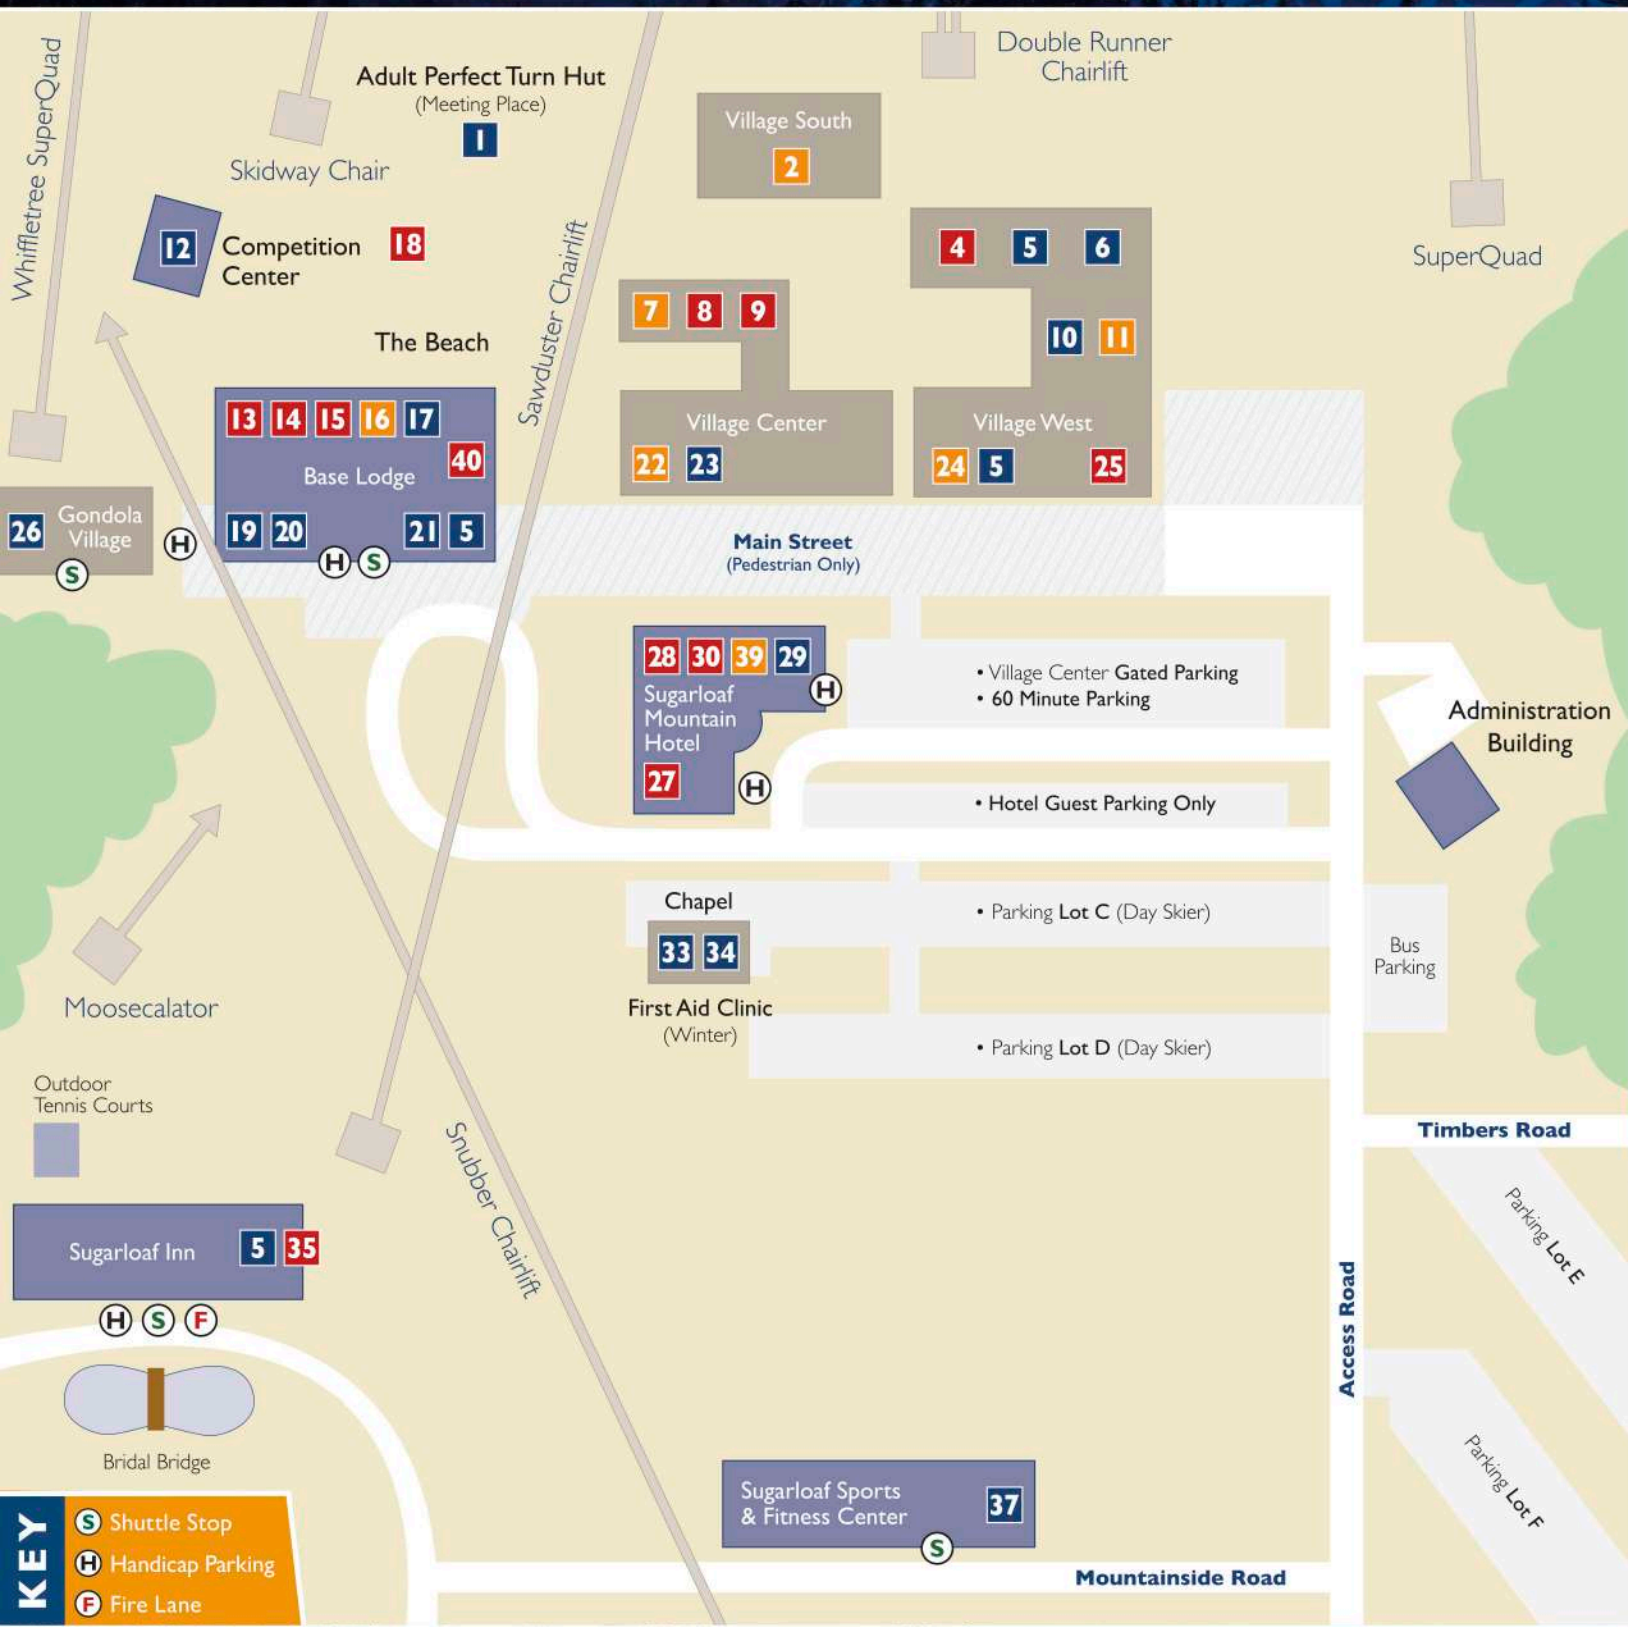 Double Runner
Chairlift
Whiffletree SuperQuad
Adult Perfect Turn Hut
(Meeting Place)
1
Village South
2
Skidway Chair
12
Competition
Center
18
4 5 6
SuperQuad
Sawduster Chairlift
7 8 9
10 11
The Beach
13 14 15 16 17
40
Base Lodge
19 20 21 5
H S
Village Center
22 23
Village West
24 5 25
26
Gondola
Village
S
H
Main Street
(Pedestrian Only)
28 30 39 29
Sugarloaf
Mountain
Hotel
H
27
H
• Village Center Gated Parking
• 60 Minute Parking
Administration
Building
• Hotel Guest Parking Only
Chapel
33 34
First Aid Clinic
(Winter)
• Parking Lot C (Day Skier)
Bus
Parking
• Parking Lot D (Day Skier)
Moosecalator
Outdoor
Tennis Courts
Timbers Road
Snubber Chairlift
Parking Lot E
Sugarloaf Inn
5 35
H S F
Access Road
Bridal Bridge
Parking Lot F
Sugarloaf Sports
& Fitness Center
37
S
Mountainside Road
KEY
S Shuttle Stop
H Handicap Parking
F Fire Lane